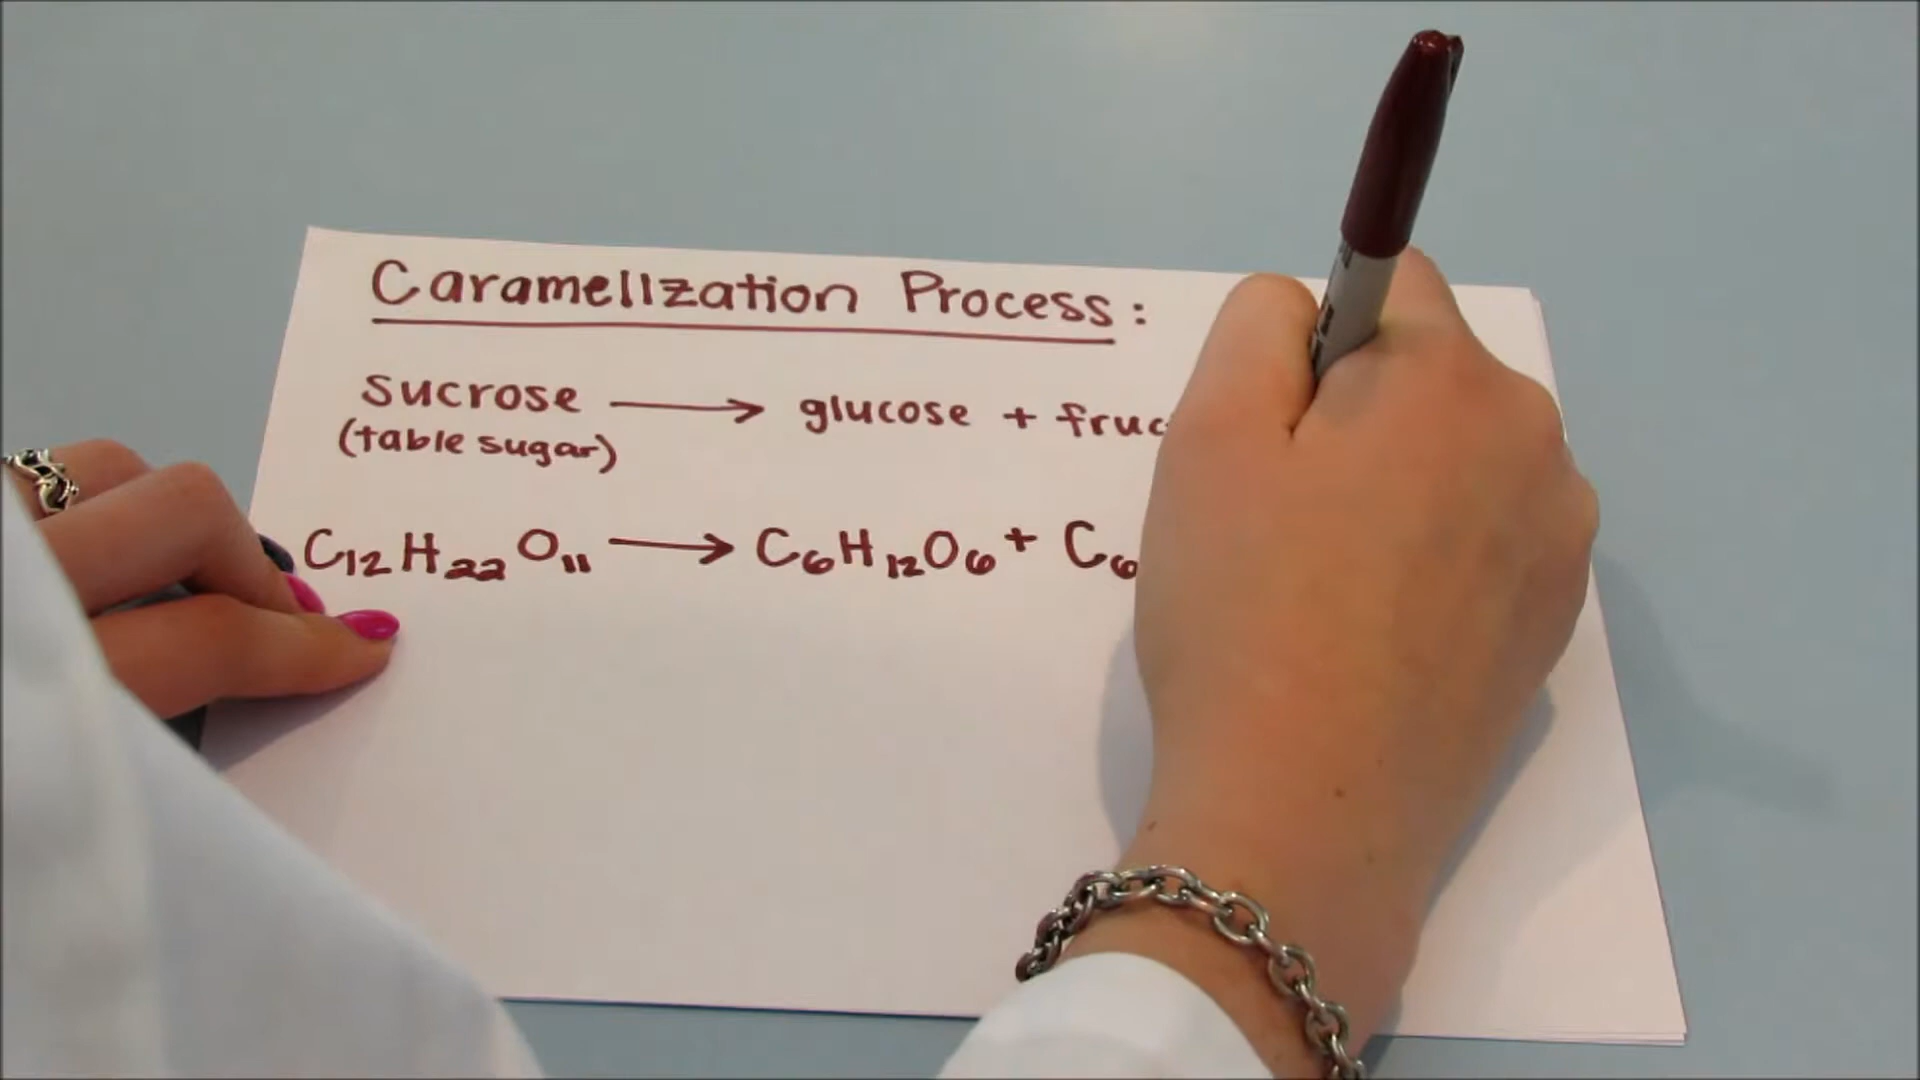 Caramelization Process:
sucrose → glucose + fruc
(table sugar)
C₁₂H₂₂O₁₁ → C₆H₁₂O₆ + C₆